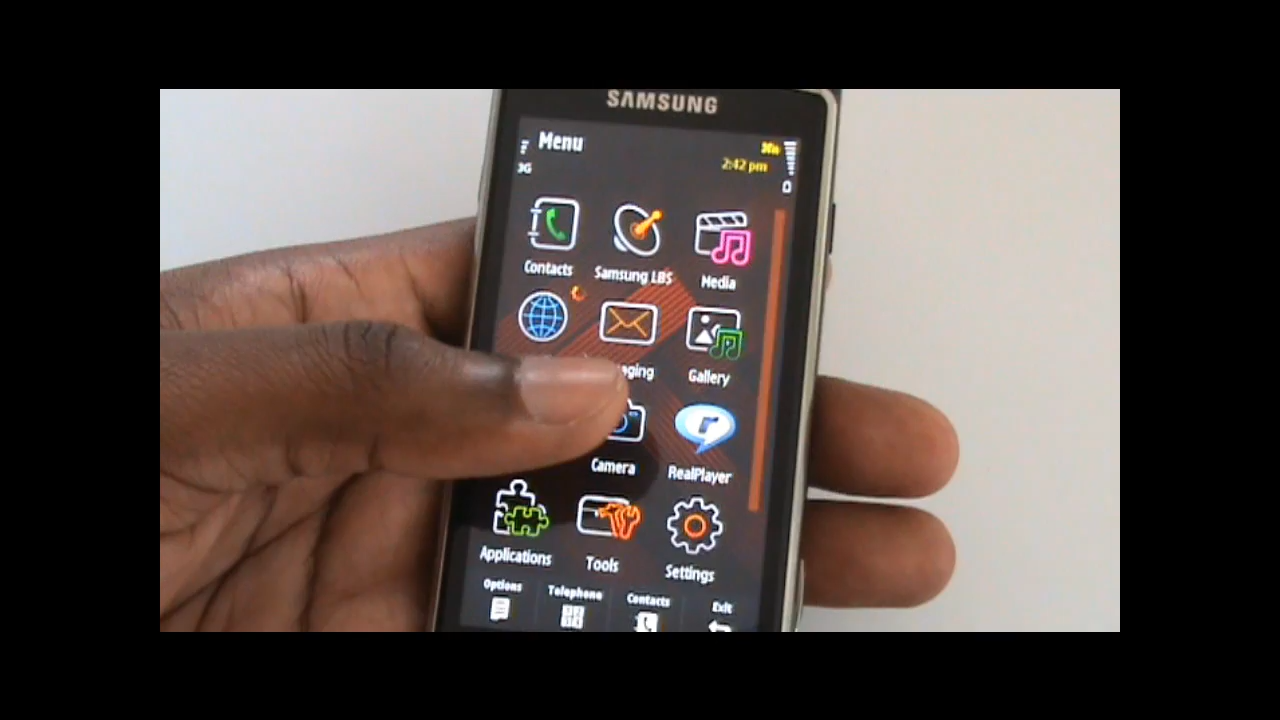 SAMSUNG
Menu
3G
2:42 pm
Contacts
Samsung LBS
Media
Gallery
Camera
RealPlayer
Applications
Tools
Settings
Options
Telephone
Contacts
Exit